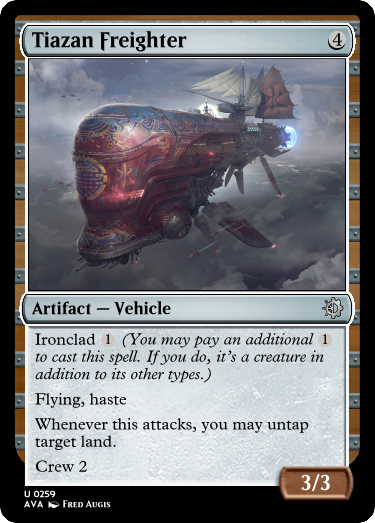 Tiazan Freighter 4
Artifact — Vehicle
Ironclad 1 (You may pay an additional 1
to cast this spell. If you do, it's a creature in
addition to its other types.)
Flying, haste
Whenever this attacks, you may untap
target land.
Crew 2
3/3
U 0259
AVA Fred Augis